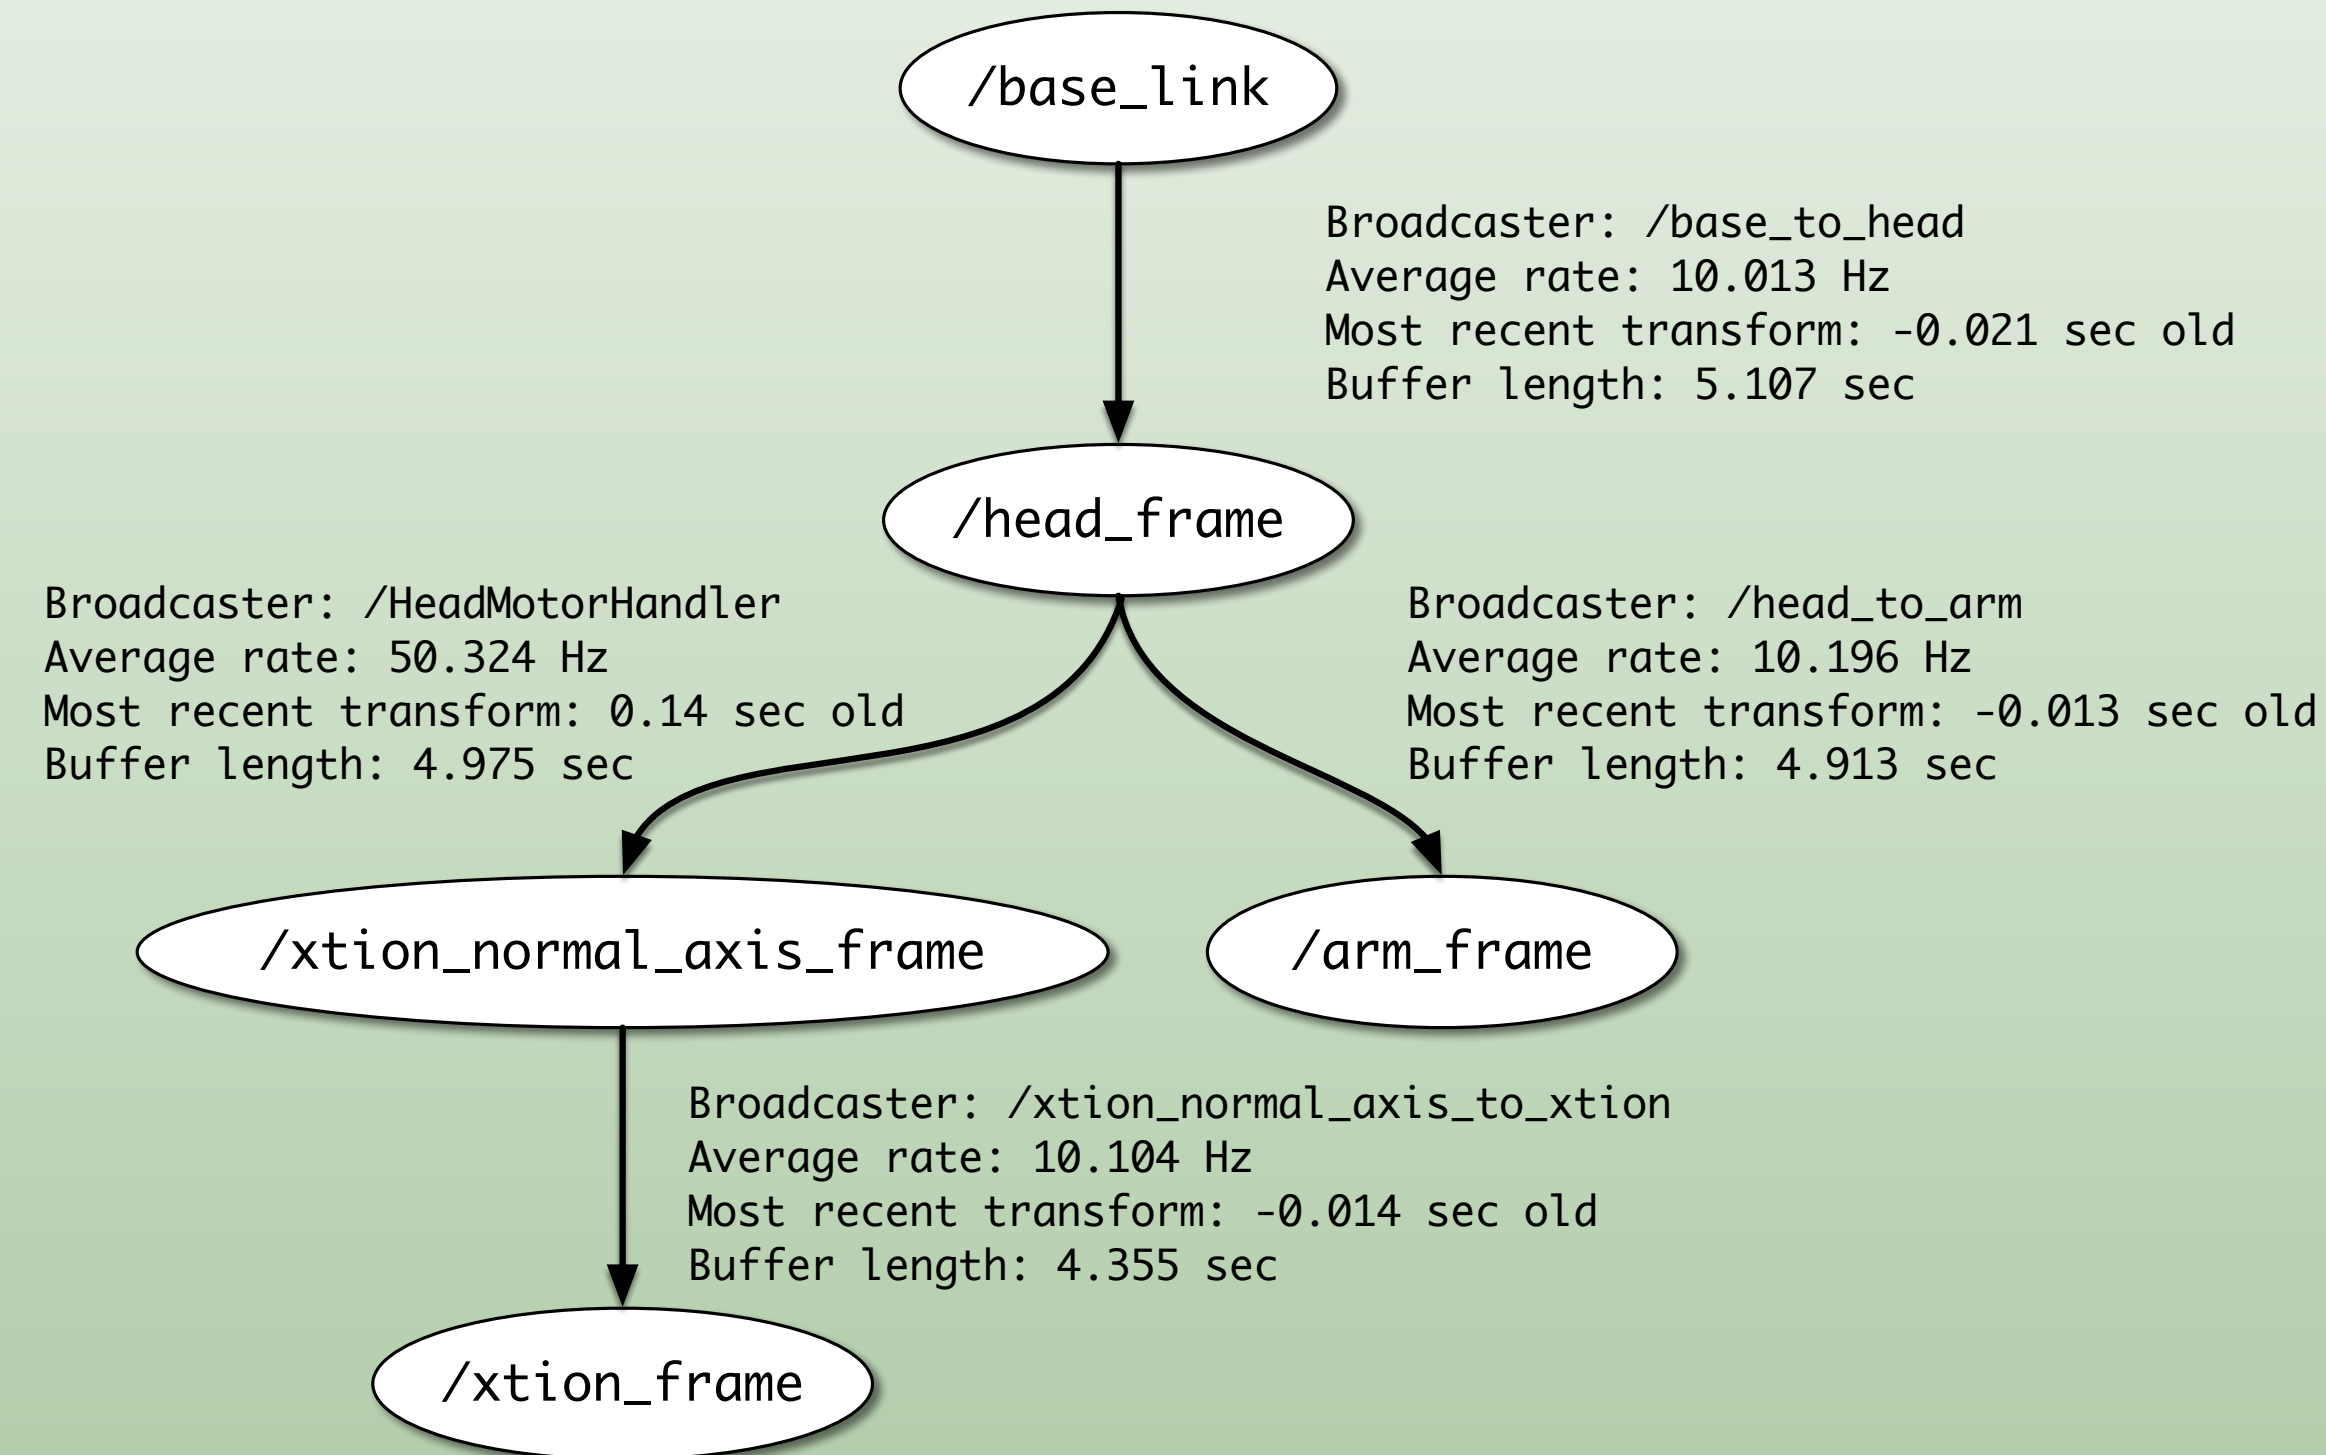 /base_link
Broadcaster: /base_to_head
Average rate: 10.013 Hz
Most recent transform: -0.021 sec old
Buffer length: 5.107 sec
/head_frame
Broadcaster: /HeadMotorHandler
Average rate: 50.324 Hz
Most recent transform: 0.14 sec old
Buffer length: 4.975 sec
Broadcaster: /head_to_arm
Average rate: 10.196 Hz
Most recent transform: -0.013 sec old
Buffer length: 4.913 sec
/xtion_normal_axis_frame
/arm_frame
Broadcaster: /xtion_normal_axis_to_xtion
Average rate: 10.104 Hz
Most recent transform: -0.014 sec old
Buffer length: 4.355 sec
/xtion_frame